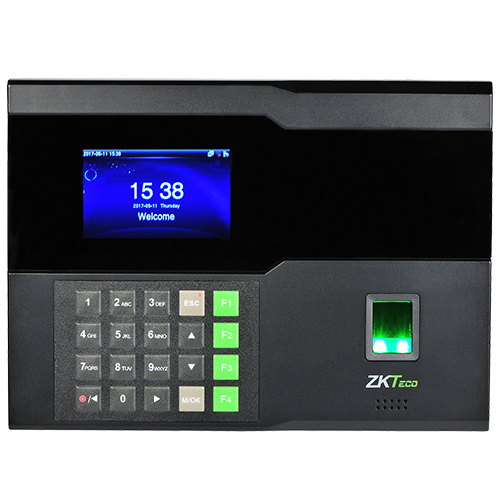 2017-05-11 15:38
15 38
2017-05-11 Thursday
Welcome
1 2 ABC 3 DEF ESC F1
4 GHI 5 JKL 6 MNO ▲ F2
7 PQRS 8 TUV 9 WXYZ ▼ F3
/◀ 0 ▶ M/OK F4
ZKTeco